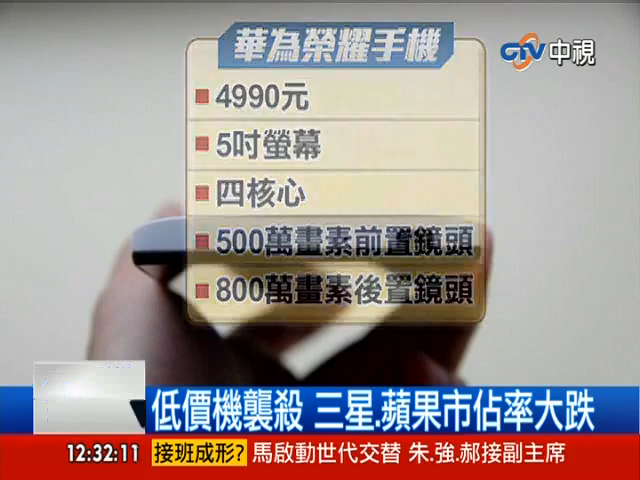 華為榮耀手機
CTV中視
4990元
5吋螢幕
四核心
500萬畫素前置鏡頭
800萬畫素後置鏡頭
低價機襲殺 三星.蘋果市佔率大跌
12:32:11 接班成形? 馬啟動世代交替 朱.強.郝接副主席